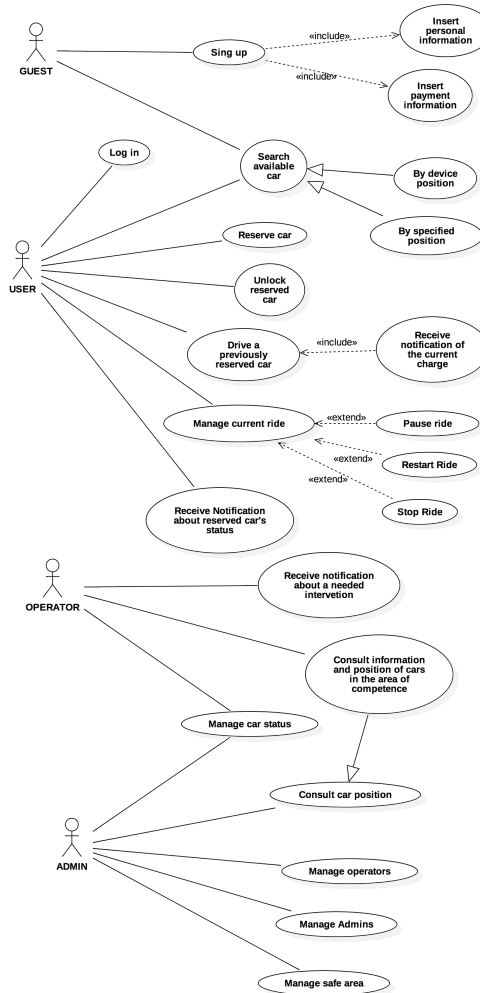 Insert
personal
information
«include»
Sing up
GUEST
«include»
Insert
payment
information
Log in
Search
available
car
By device
position
By specified
position
Reserve car
USER
Unlock
reserved
car
Drive a
previously
reserved car
«include»
Receive
notification of
the current
charge
Manage current ride
«extend»
Pause ride
«extend»
Restart Ride
«extend»
Stop Ride
Receive Notification
about reserved car's
status
OPERATOR
Receive notification
about a needed
intervetion
Consult information
and position of cars
in the area of
competence
Manage car status
Consult car position
ADMIN
Manage operators
Manage Admins
Manage safe area